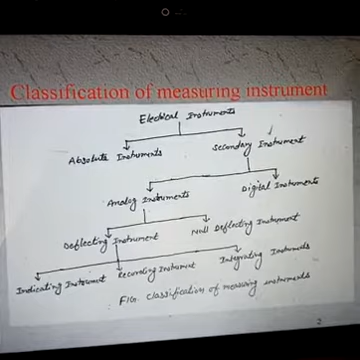 Classification of measuring instrument
Electrical Instruments
Absolute Instruments
Secondary Instrument
Analog Instruments
Digital Instruments
Deflecting Instrument
Null Deflecting Instrument
Indicating Instrument
Recording Instrument
Integrating Instruments
FIG. Classification of measuring instruments
2